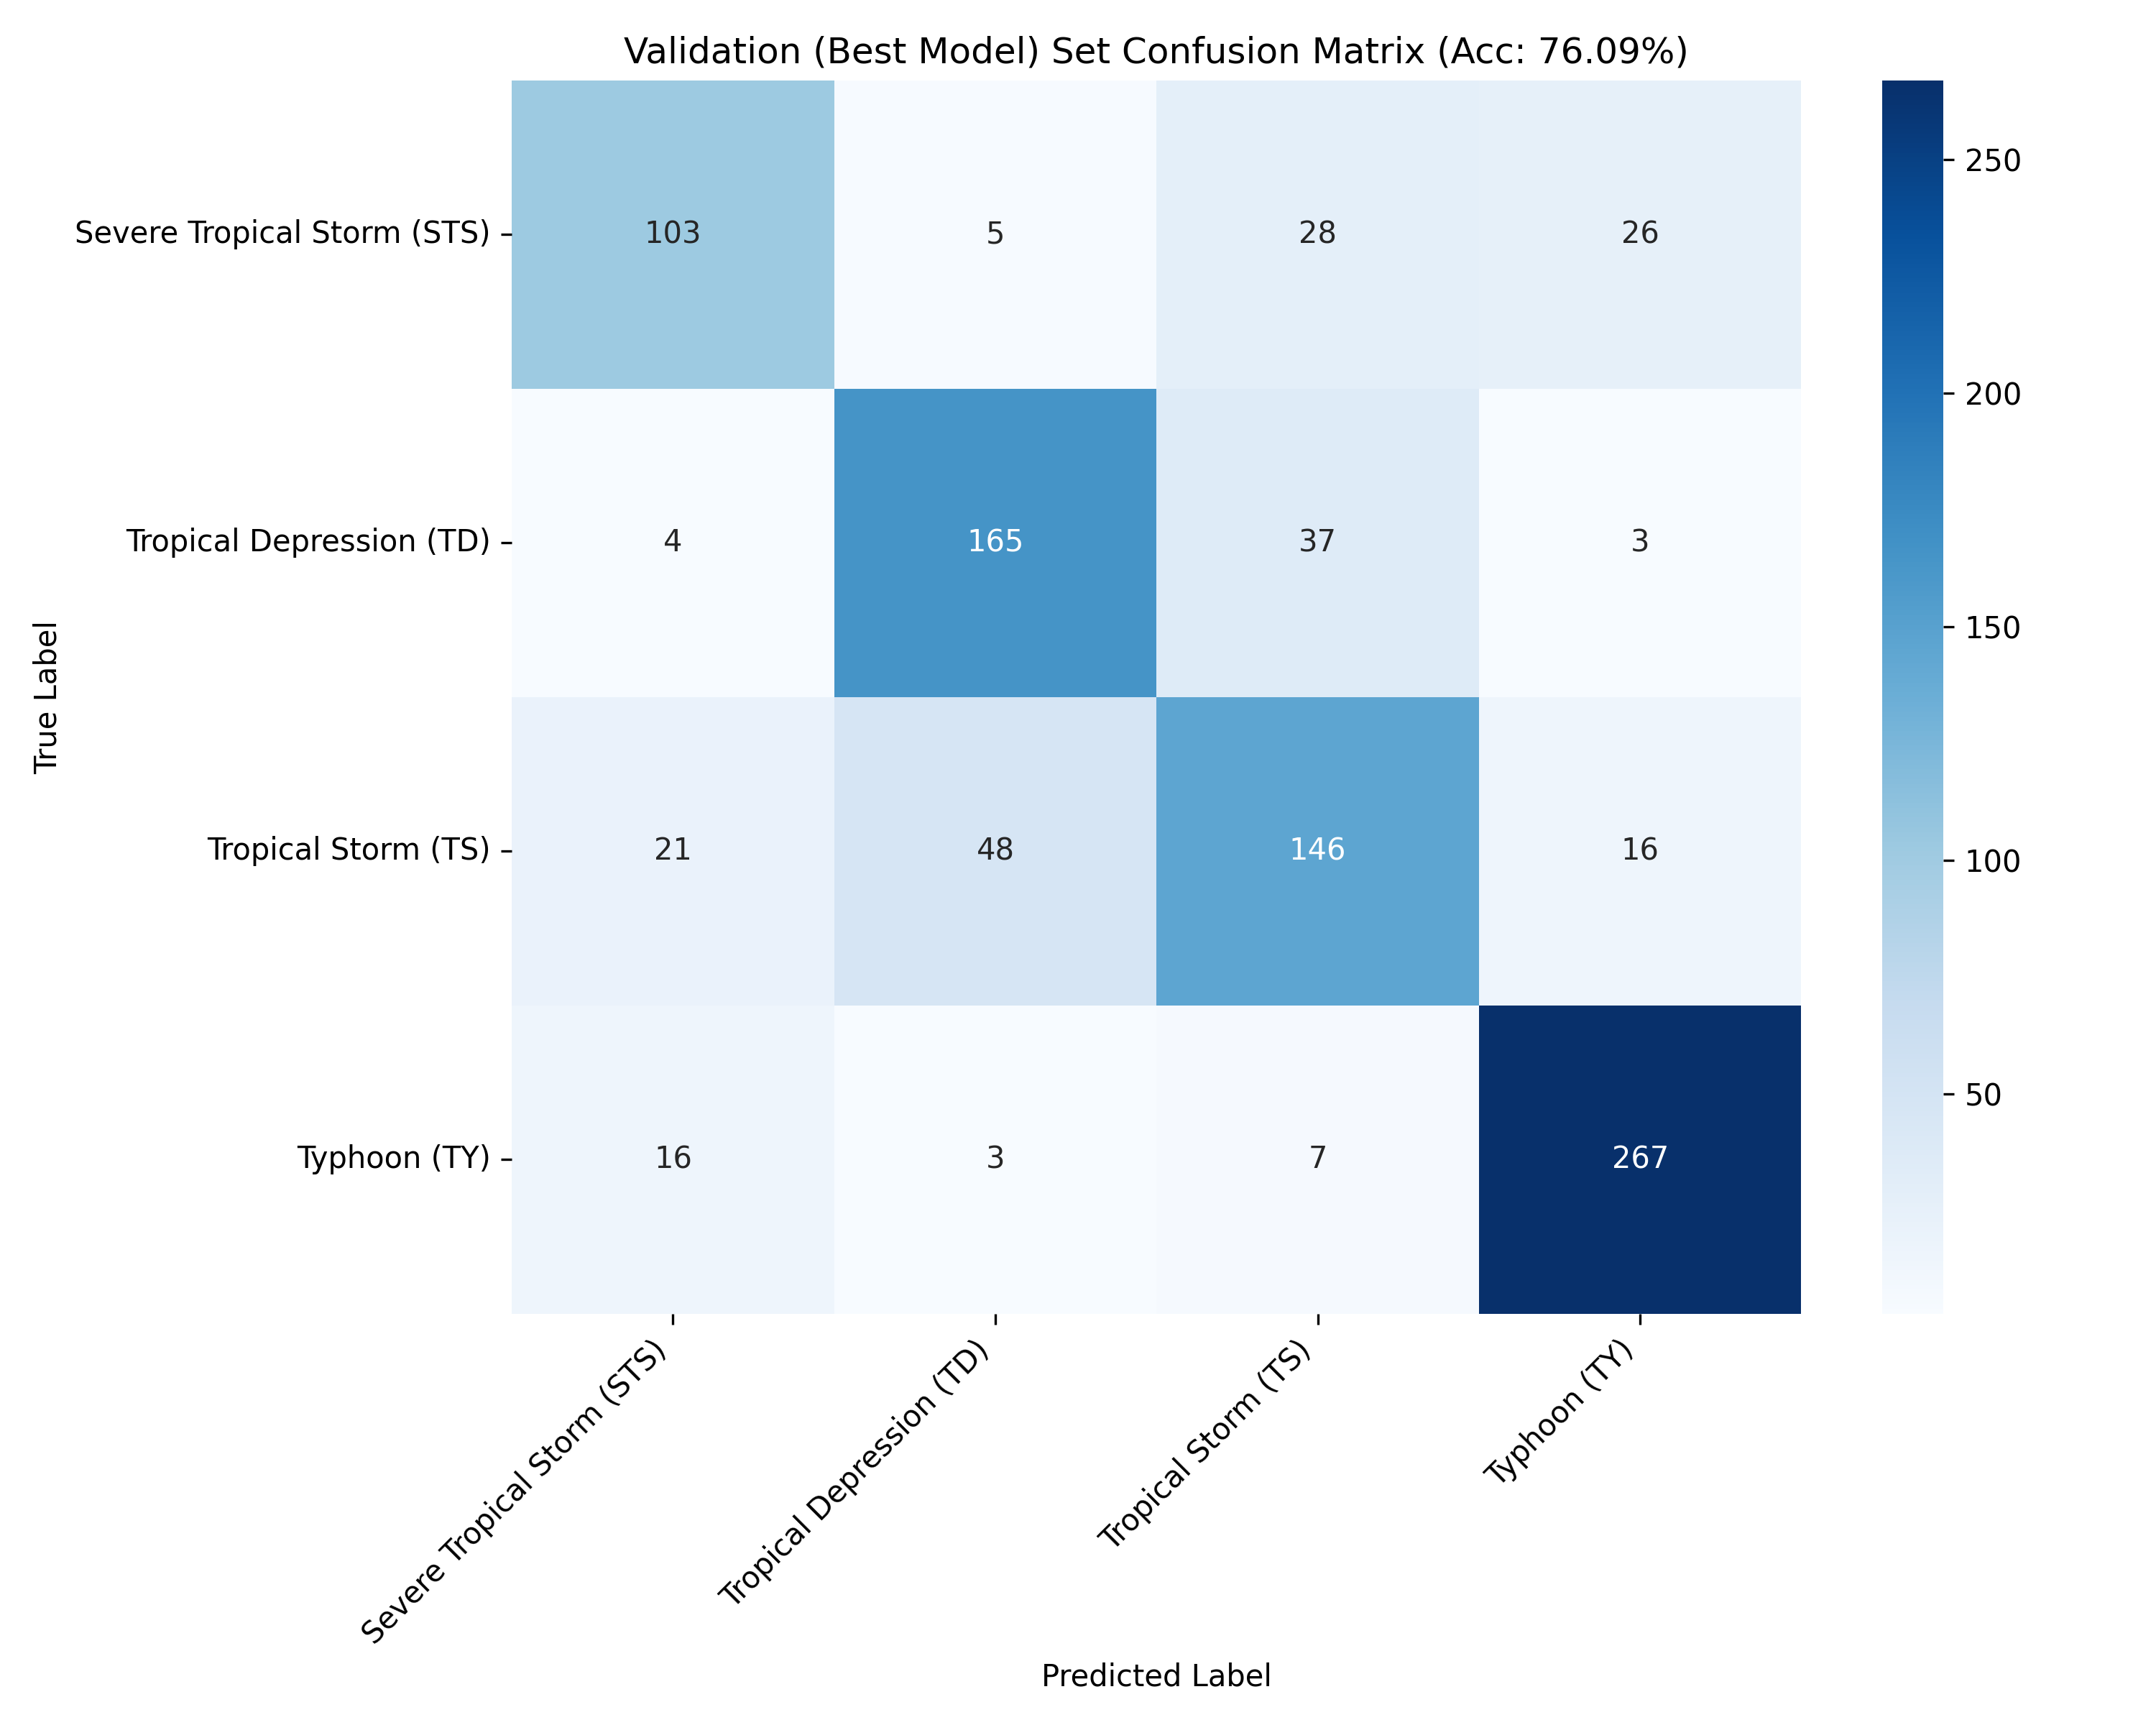 Validation (Best Model) Set Confusion Matrix (Acc: 76.09%)
True Label
Severe Tropical Storm (STS) 103 5 28 26
Tropical Depression (TD) 4 165 37 3
Tropical Storm (TS) 21 48 146 16
Typhoon (TY) 16 3 7 267
Severe Tropical Storm (STS)
Tropical Depression (TD)
Tropical Storm (TS)
Typhoon (TY)
Predicted Label
250
200
150
100
50